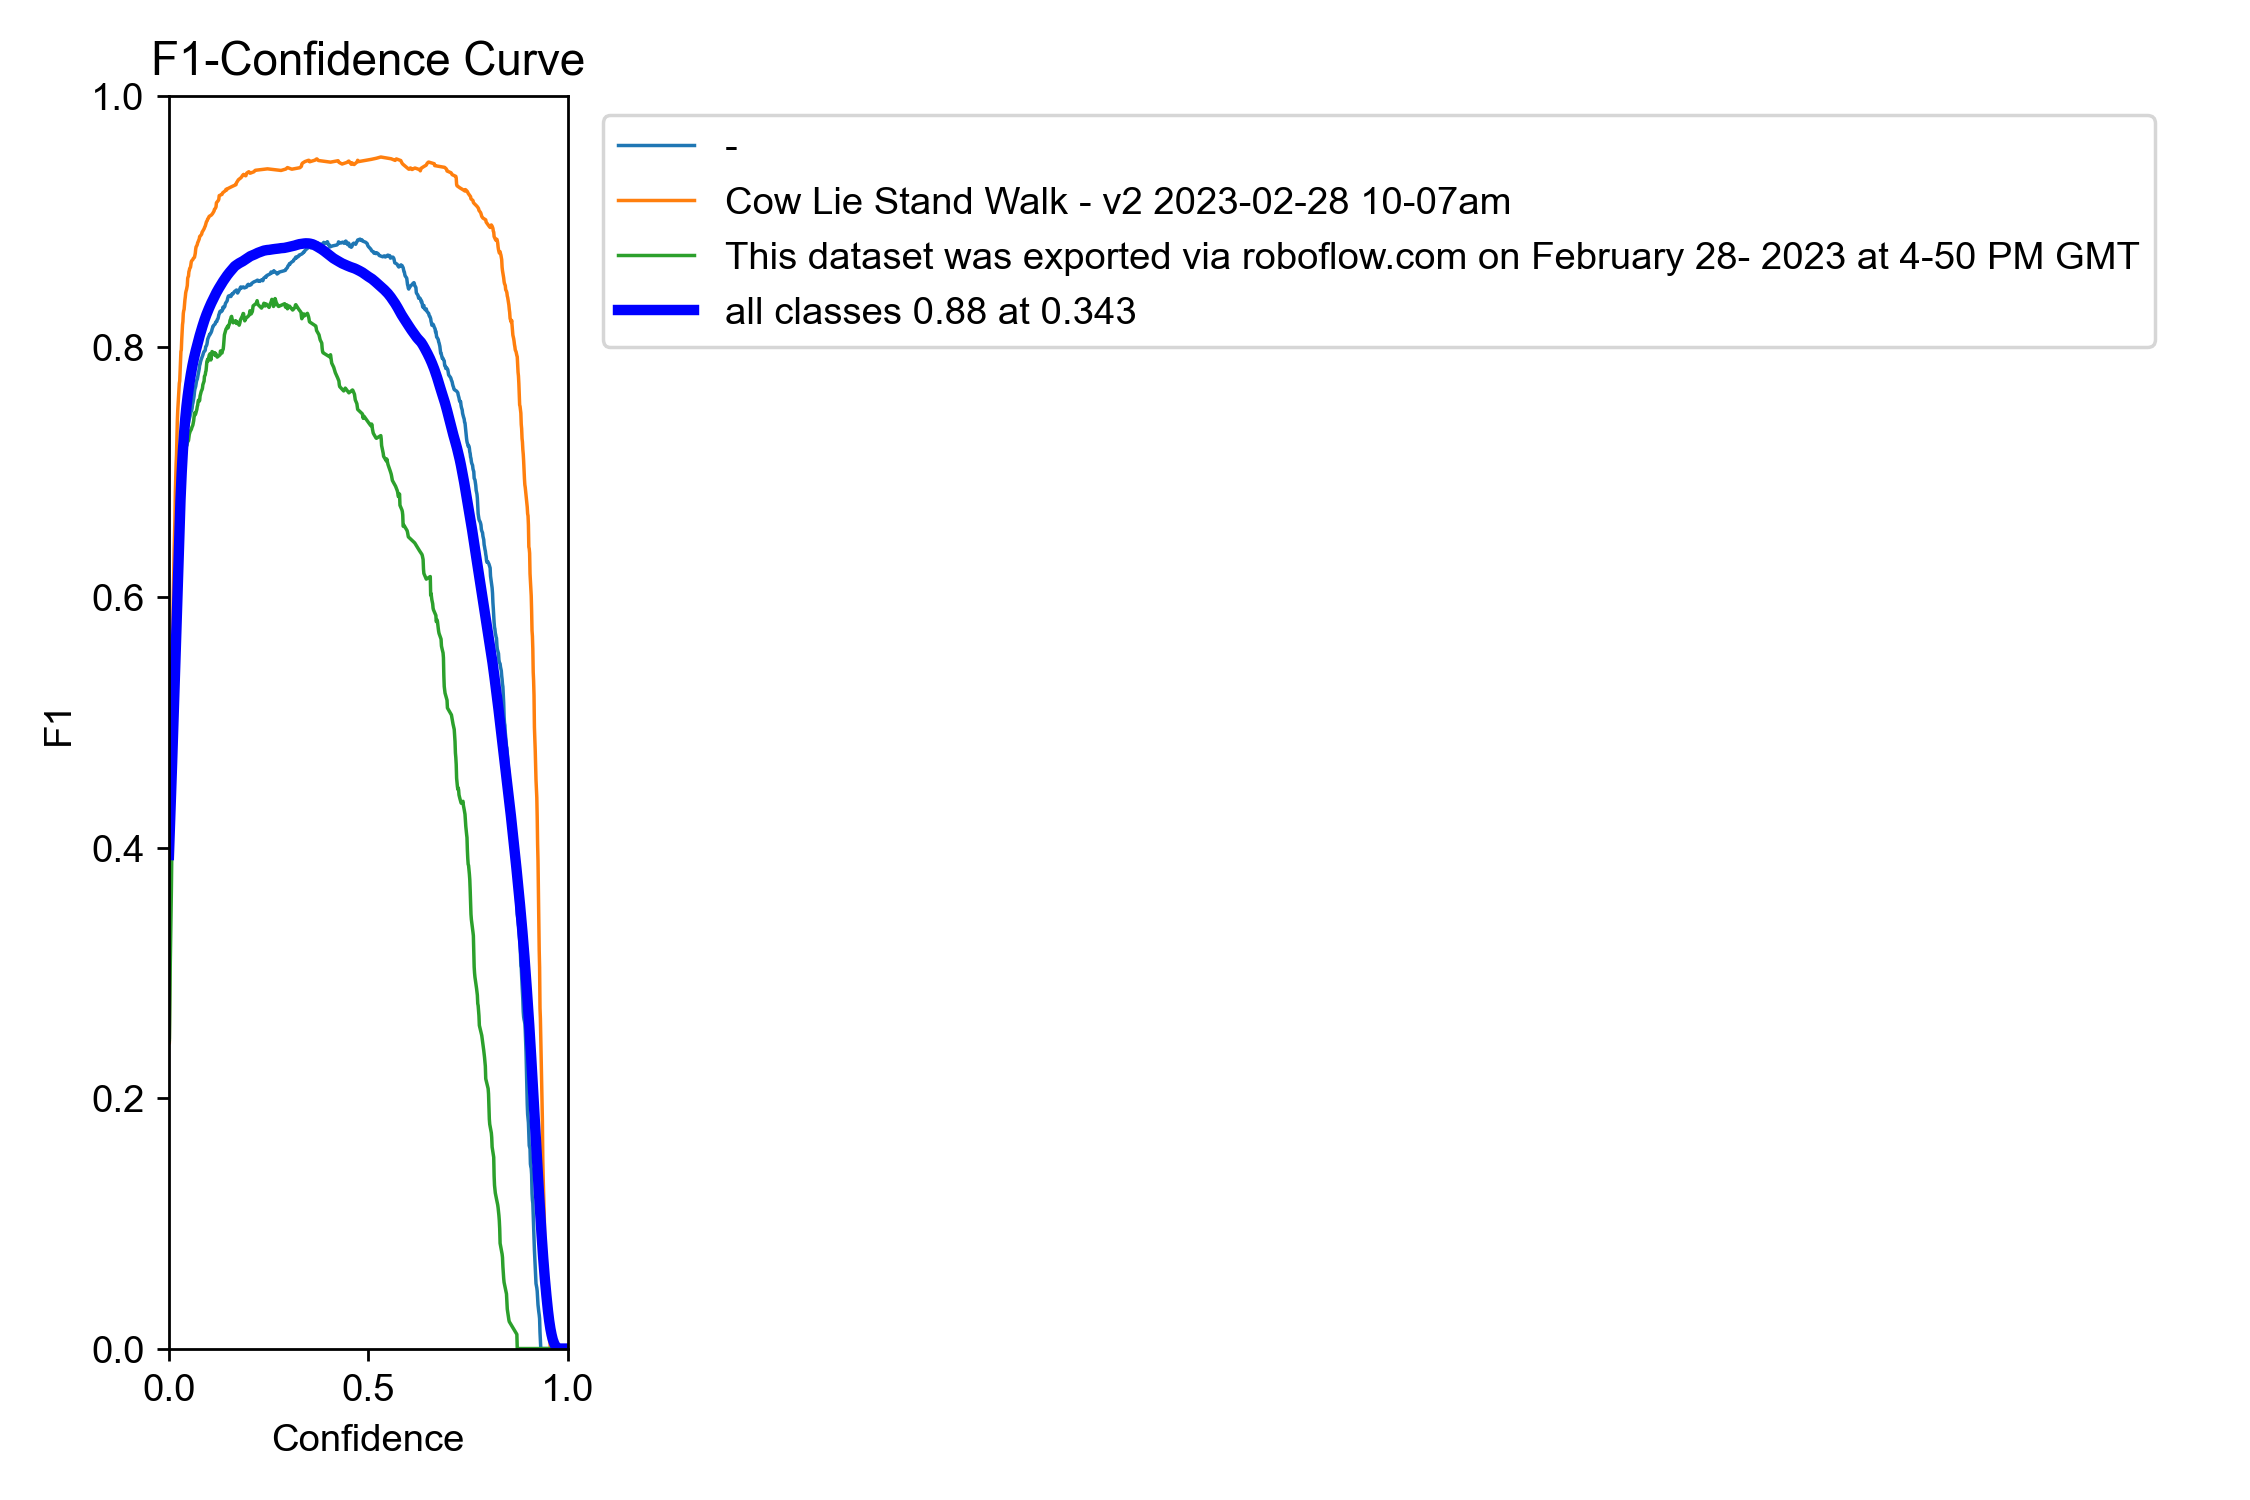 F1-Confidence Curve
1.0
0.8
0.6
0.4
0.2
0.0
F1
0.0 0.5 1.0
Confidence
-
Cow Lie Stand Walk - v2 2023-02-28 10-07am
This dataset was exported via roboflow.com on February 28- 2023 at 4-50 PM GMT
all classes 0.88 at 0.343